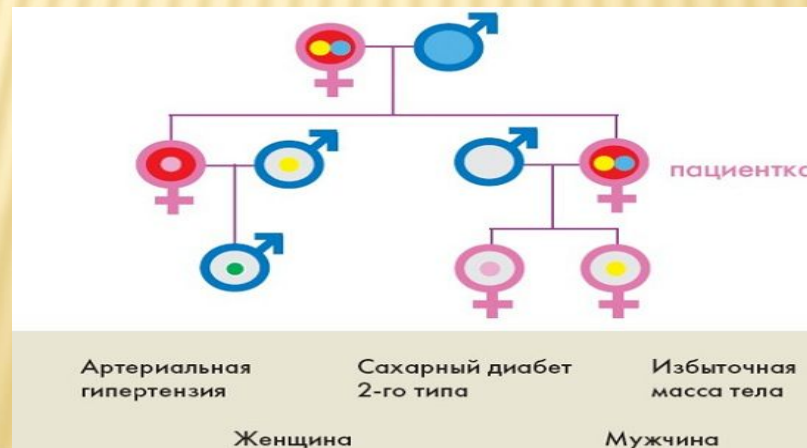 пациентка
Артериальная Сахарный диабет Избыточная
гипертензия 2-го типа масса тела
Женщина Мужчина